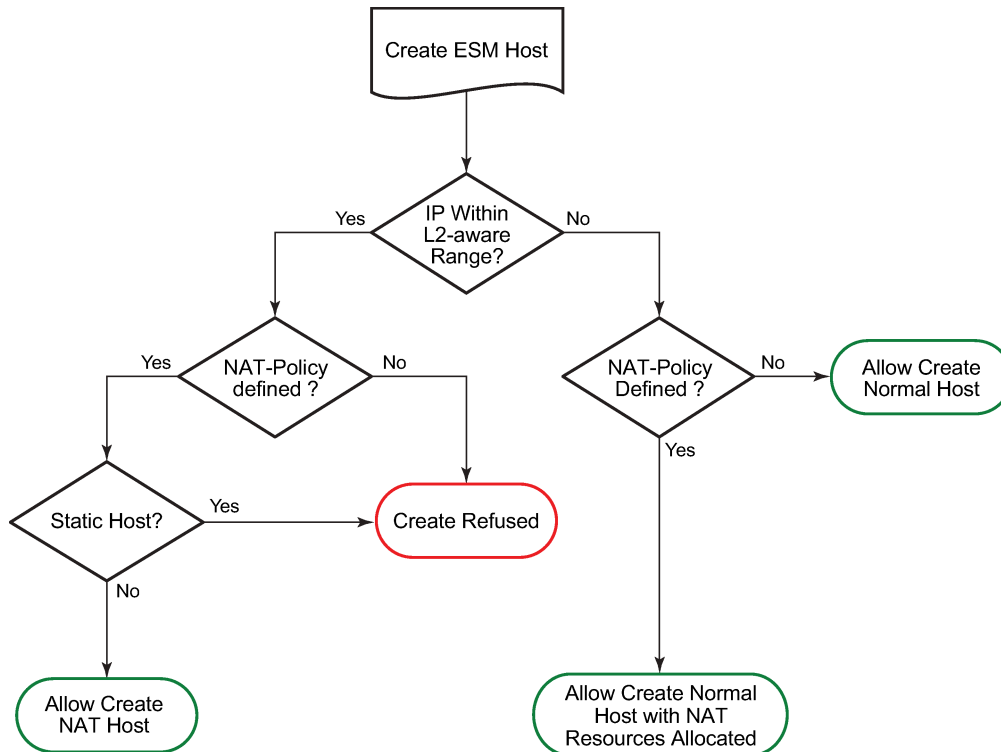 Create ESM Host
Yes
IP Within
L2-aware
Range?
No
Yes
NAT-Policy
defined ?
No
NAT-Policy
Defined ?
No
Allow Create
Normal Host
Yes
Static Host?
Yes
Create Refused
No
Allow Create
NAT Host
Allow Create Normal
Host with NAT
Resources Allocated